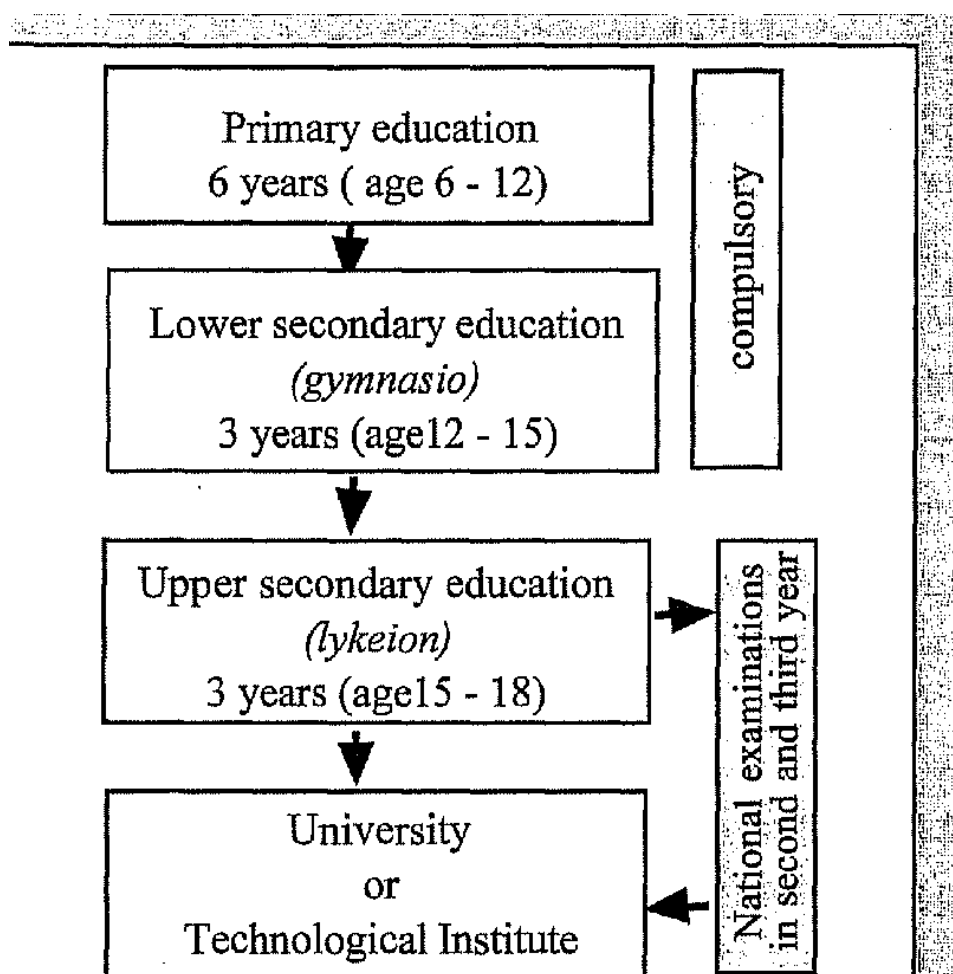 Primary education
6 years ( age 6 - 12)
compulsory
Lower secondary education
(gymnasio)
3 years (age12 - 15)
Upper secondary education
(lykeion)
3 years (age15 - 18)
National examinations
in second and third year
University
or
Technological Institute